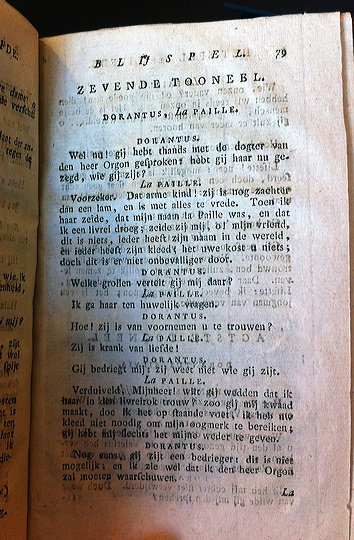 BLIJSPEL. 79
ZEVENDE TOONEEL.
DORANTUS, La PAILLE.
DORANTUS.
Wel nu! gij hebt thands met de dogter van
den heer Orgon gesproken! hebt gij haar nu ge-
zegd, wie gij zijt?
La PAILLE.
Voorzeker. Dat arme kind! zij is nog zachter
dan een lam, en is met alles te vrede. Toen ik
haar zeide, dat mijn naam la Paille was, en dat
ik een livrei droeg; zeide zij mij, o! mijn vriend,
dit is niets, ieder heeft zijn naam in de wereld,
en ieder heeft zijn kleed; het uwe kost u niets;
doch dit is er niet onbevalliger door.
DORANTUS.
Welke grollen vertelt gij mij daar?
La PAILLE.
Ik ga haar ten huwelijk vragen.
DORANTUS.
Hoe! zij is van voornemen u te trouwen?
La PAILLE.
Zij is krank van liefde!
DORANTUS.
Gij bedriegt mij: zij weet niet wie gij zijt.
La PAILLE.
Verduiveld, Mijnheer! wilt gij wedden dat ik
haar in den livreirok trouw? zoo gij mij kwaad
maakt, doe ik het op staande voet; ik heb uw
kleed niet noodig om mijn oogmerk te bereiken;
gij hebt mij slechts het mijne weder te geven.
DORANTUS.
Nog eens, gij zijt een bedrieger: dit is niet
mogelijk; en ik zie wel dat ik den heer Orgon
zal moeten waarschuwen.
La